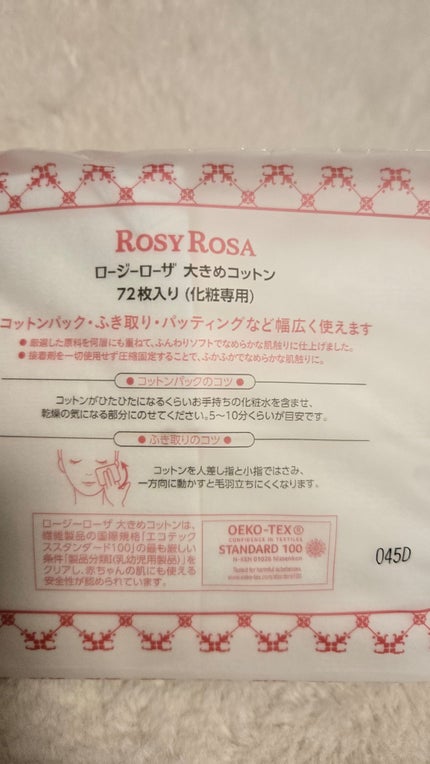 ROSY ROSA
ロージーローザ 大きめコットン
72枚入り(化粧専用)
コットンパック・ふき取り・パッティングなど幅広く使えます
●厳選した原料を何層にも重ねて、ふんわりソフトでなめらかな肌触りに仕上げました。
●接着剤を一切使用せず圧縮固定することで、ふかふかでなめらかな肌触りに。
●コットンパックのコツ●
コットンがひたひたになるくらいお手持ちの化粧水を含ませ、
乾燥の気になる部分にのせてください。5〜10分くらいが目安です。
●ふき取りのコツ●
コットンを人差し指と小指ではさみ、
一方向に動かすと毛羽立ちにくくなります。
ロージーローザ 大きめコットンは、
繊維製品の国際規格「エコテック
ススタンダード100」の最も厳しい
条件「製品分類I(乳幼児用製品)」を
クリアし、赤ちゃんの肌にも使える
安全性が認められています。
OEKO-TEX®
CONFIDENCE IN TEXTILES
STANDARD 100
N-KEN 01026 Nissenken
Tested for harmful substances
www.oeko-tex.com/standard100
045D